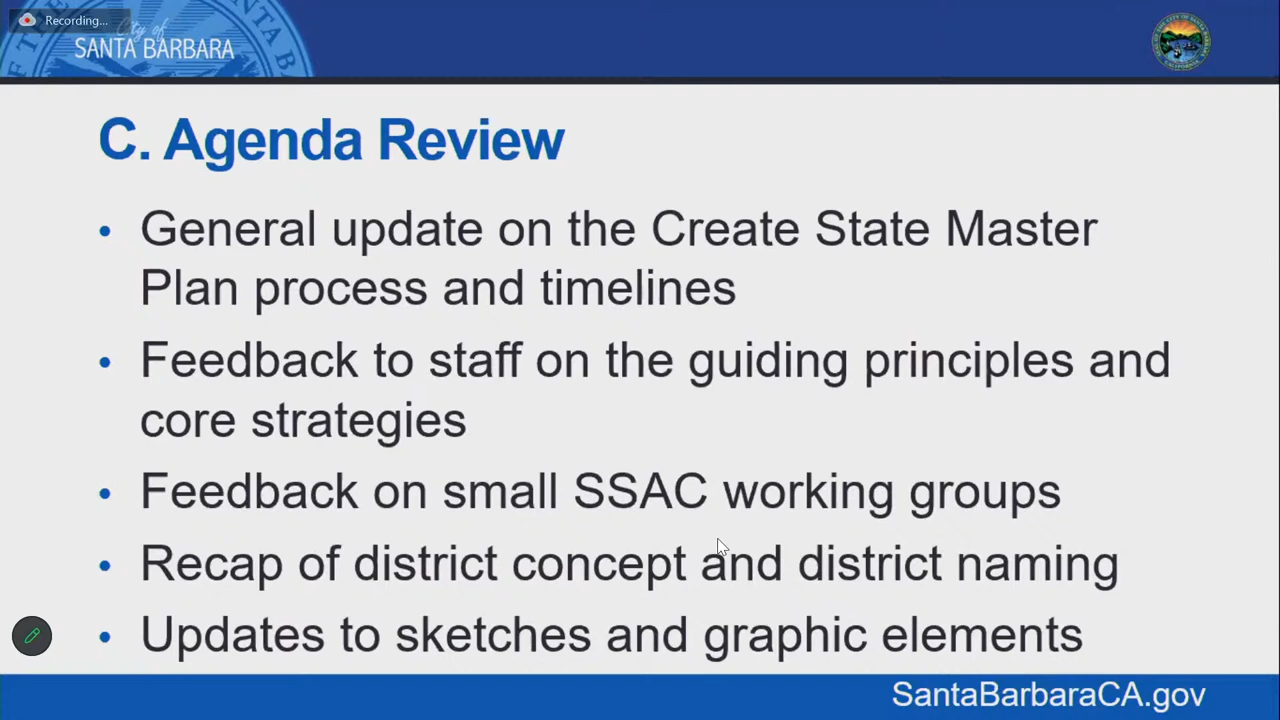 Recording...
City of
SANTA BARBARA
C. Agenda Review
• General update on the Create State Master
Plan process and timelines
• Feedback to staff on the guiding principles and
core strategies
• Feedback on small SSAC working groups
• Recap of district concept and district naming
• Updates to sketches and graphic elements
SantaBarbaraCA.gov